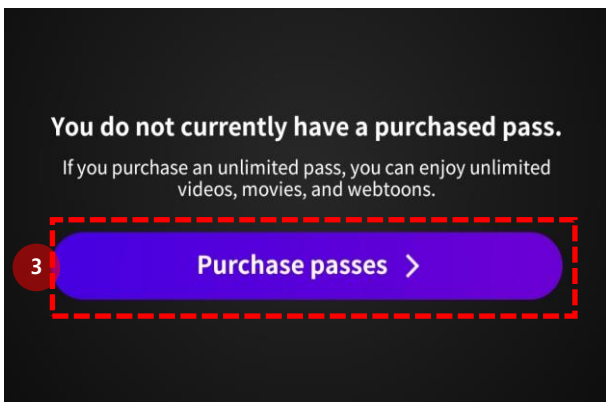 You do not currently have a purchased pass.
If you purchase an unlimited pass, you can enjoy unlimited
videos, movies, and webtoons.
3
Purchase passes